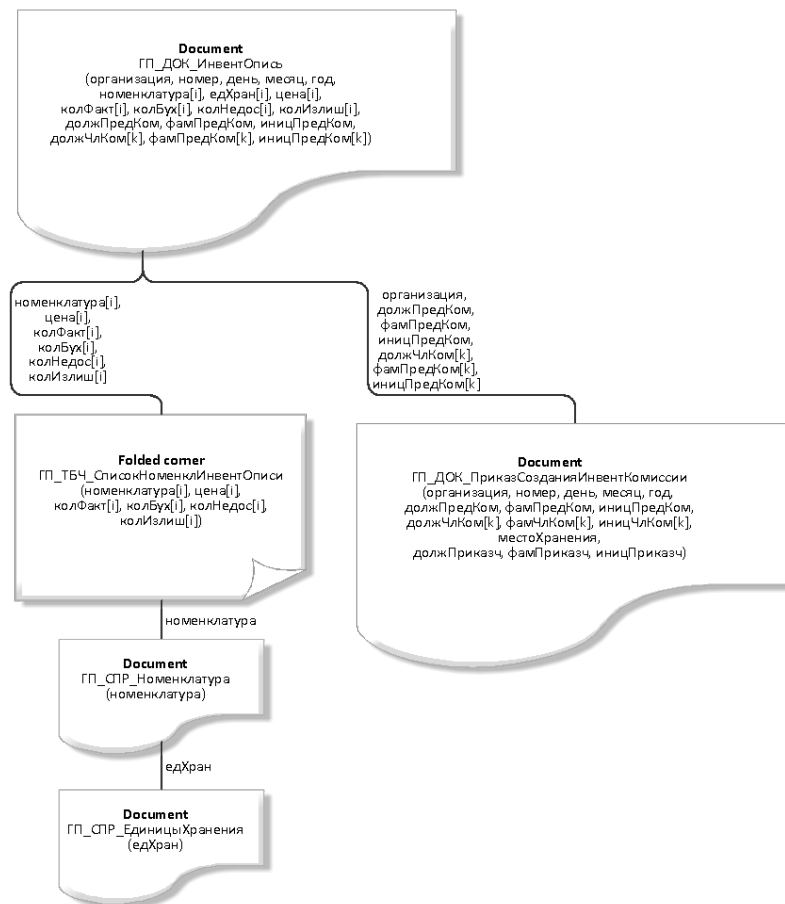 Document
ГП_ДОК_ИнвентОпись
(организация, номер, день, месяц, год,
номенклатура[i], едХран[i], цена[i],
колФакт[i], колБух[i], колНедос[i], колИзлиш[i],
должПредКом, фамПредКом, иницПредКом,
должЧлКом[k], фамПредКом[k], иницПредКом[k])
номенклатура[i],
цена[i],
колФакт[i],
колБух[i],
колНедос[i],
колИзлиш[i]
организация,
должПредКом,
фамПредКом,
иницПредКом,
должЧлКом[k],
фамПредКом[k],
иницПредКом[k]
Folded corner
ГП_ТБЧ_СписокНоменклИнвентОписи
(номенклатура[i], цена[i],
колФакт[i], колБух[i], колНедос[i],
колИзлиш[i])
Document
ГП_ДОК_ПриказСозданияИнвентКомиссии
(организация, номер, день, месяц, год,
должПредКом, фамПредКом, иницПредКом,
должЧлКом[k], фамЧлКом[k], иницЧлКом[k],
местоХранения,
должПриказч, фамПриказч, иницПриказч)
номенклатура
Document
ГП_СПР_Номенклатура
(номенклатура)
едХран
Document
ГП_СПР_ЕдиницыХранения
(едХран)